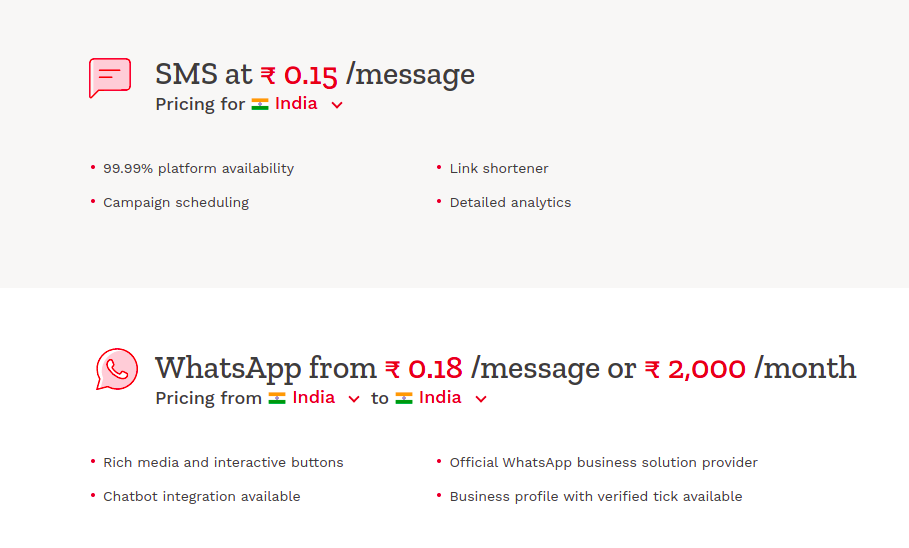 SMS at ₹ 0.15 /message
Pricing for India
99.99% platform availability
Link shortener
Campaign scheduling
Detailed analytics
WhatsApp from ₹ 0.18 /message or ₹ 2,000 /month
Pricing from India to India
Rich media and interactive buttons
Official WhatsApp business solution provider
Chatbot integration available
Business profile with verified tick available